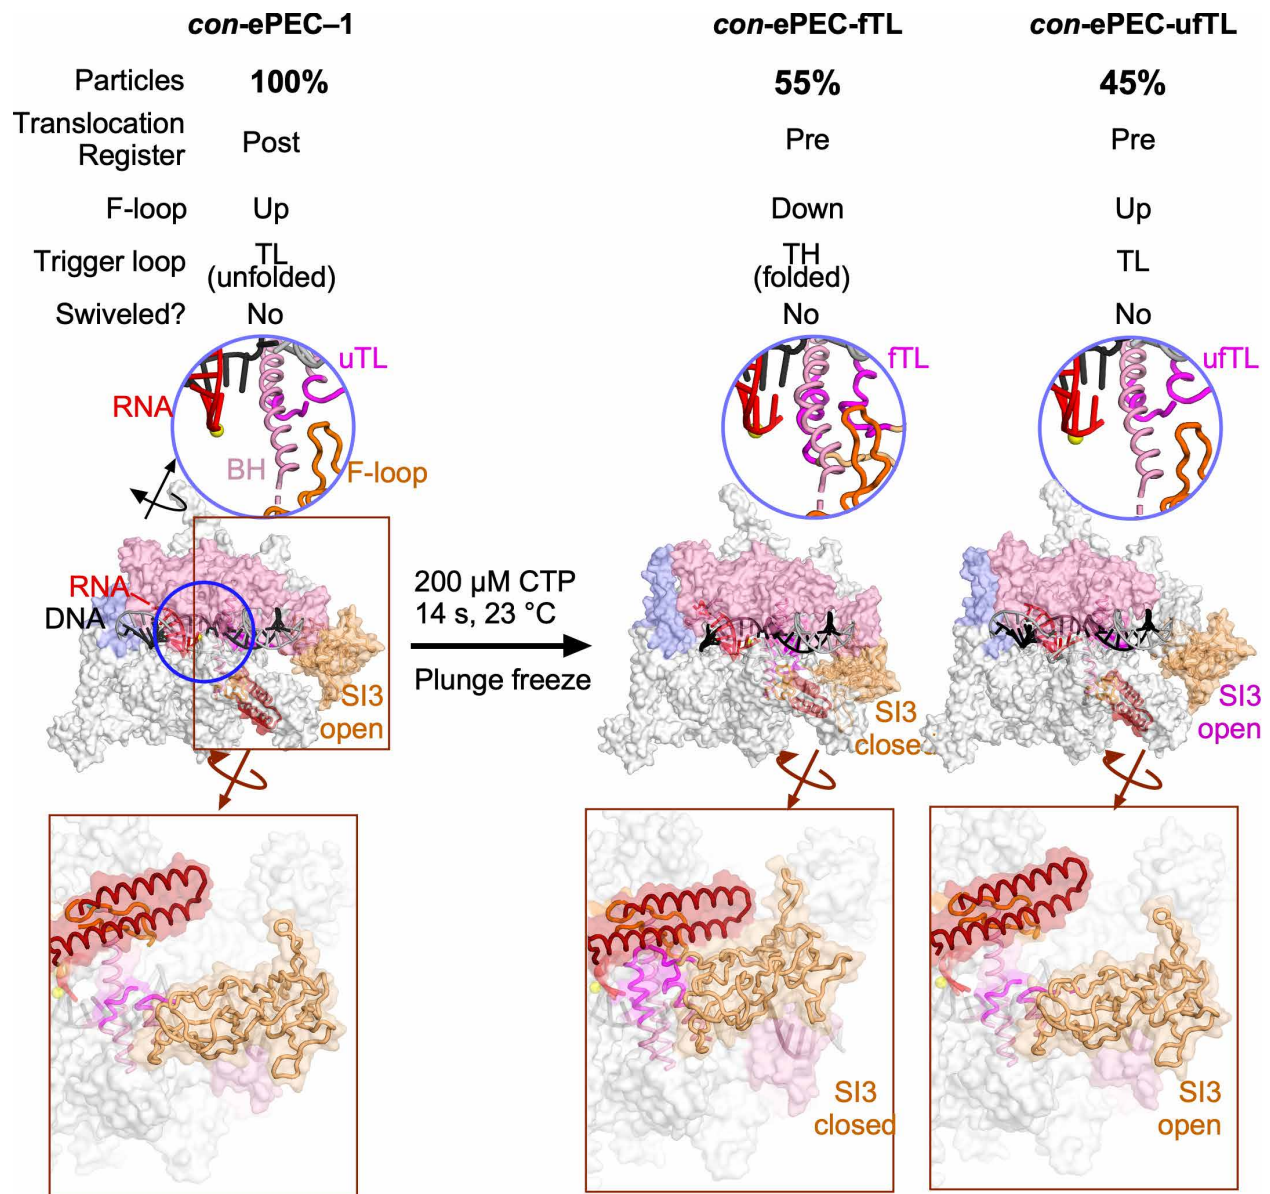 con-ePEC–1 con-ePEC-fTL con-ePEC-ufTL
Particles 100% 55% 45%
Translocation
Register Post Pre Pre
F-loop Up Down Up
Trigger loop TL TH TL
(unfolded) (folded)
Swiveled? No No No
uTL fTL ufTL
RNA
BH F-loop
RNA
DNA
200 µM CTP
14 s, 23 °C
Plunge freeze
SI3
open
SI3
closed
SI3
open
SI3
closed
SI3
open